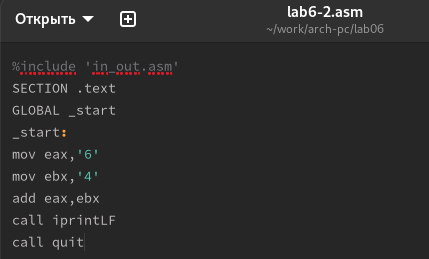 Открыть
lab6-2.asm
~/work/arch-pc/lab06
%include 'in_out.asm'
SECTION .text
GLOBAL _start
_start:
mov eax,'6'
mov ebx,'4'
add eax,ebx
call iprintLF
call quit